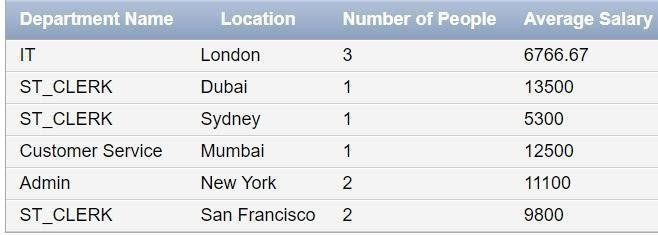 Department Name Location Number of People Average Salary
IT London 3 6766.67
ST_CLERK Dubai 1 13500
ST_CLERK Sydney 1 5300
Customer Service Mumbai 1 12500
Admin New York 2 11100
ST_CLERK San Francisco 2 9800